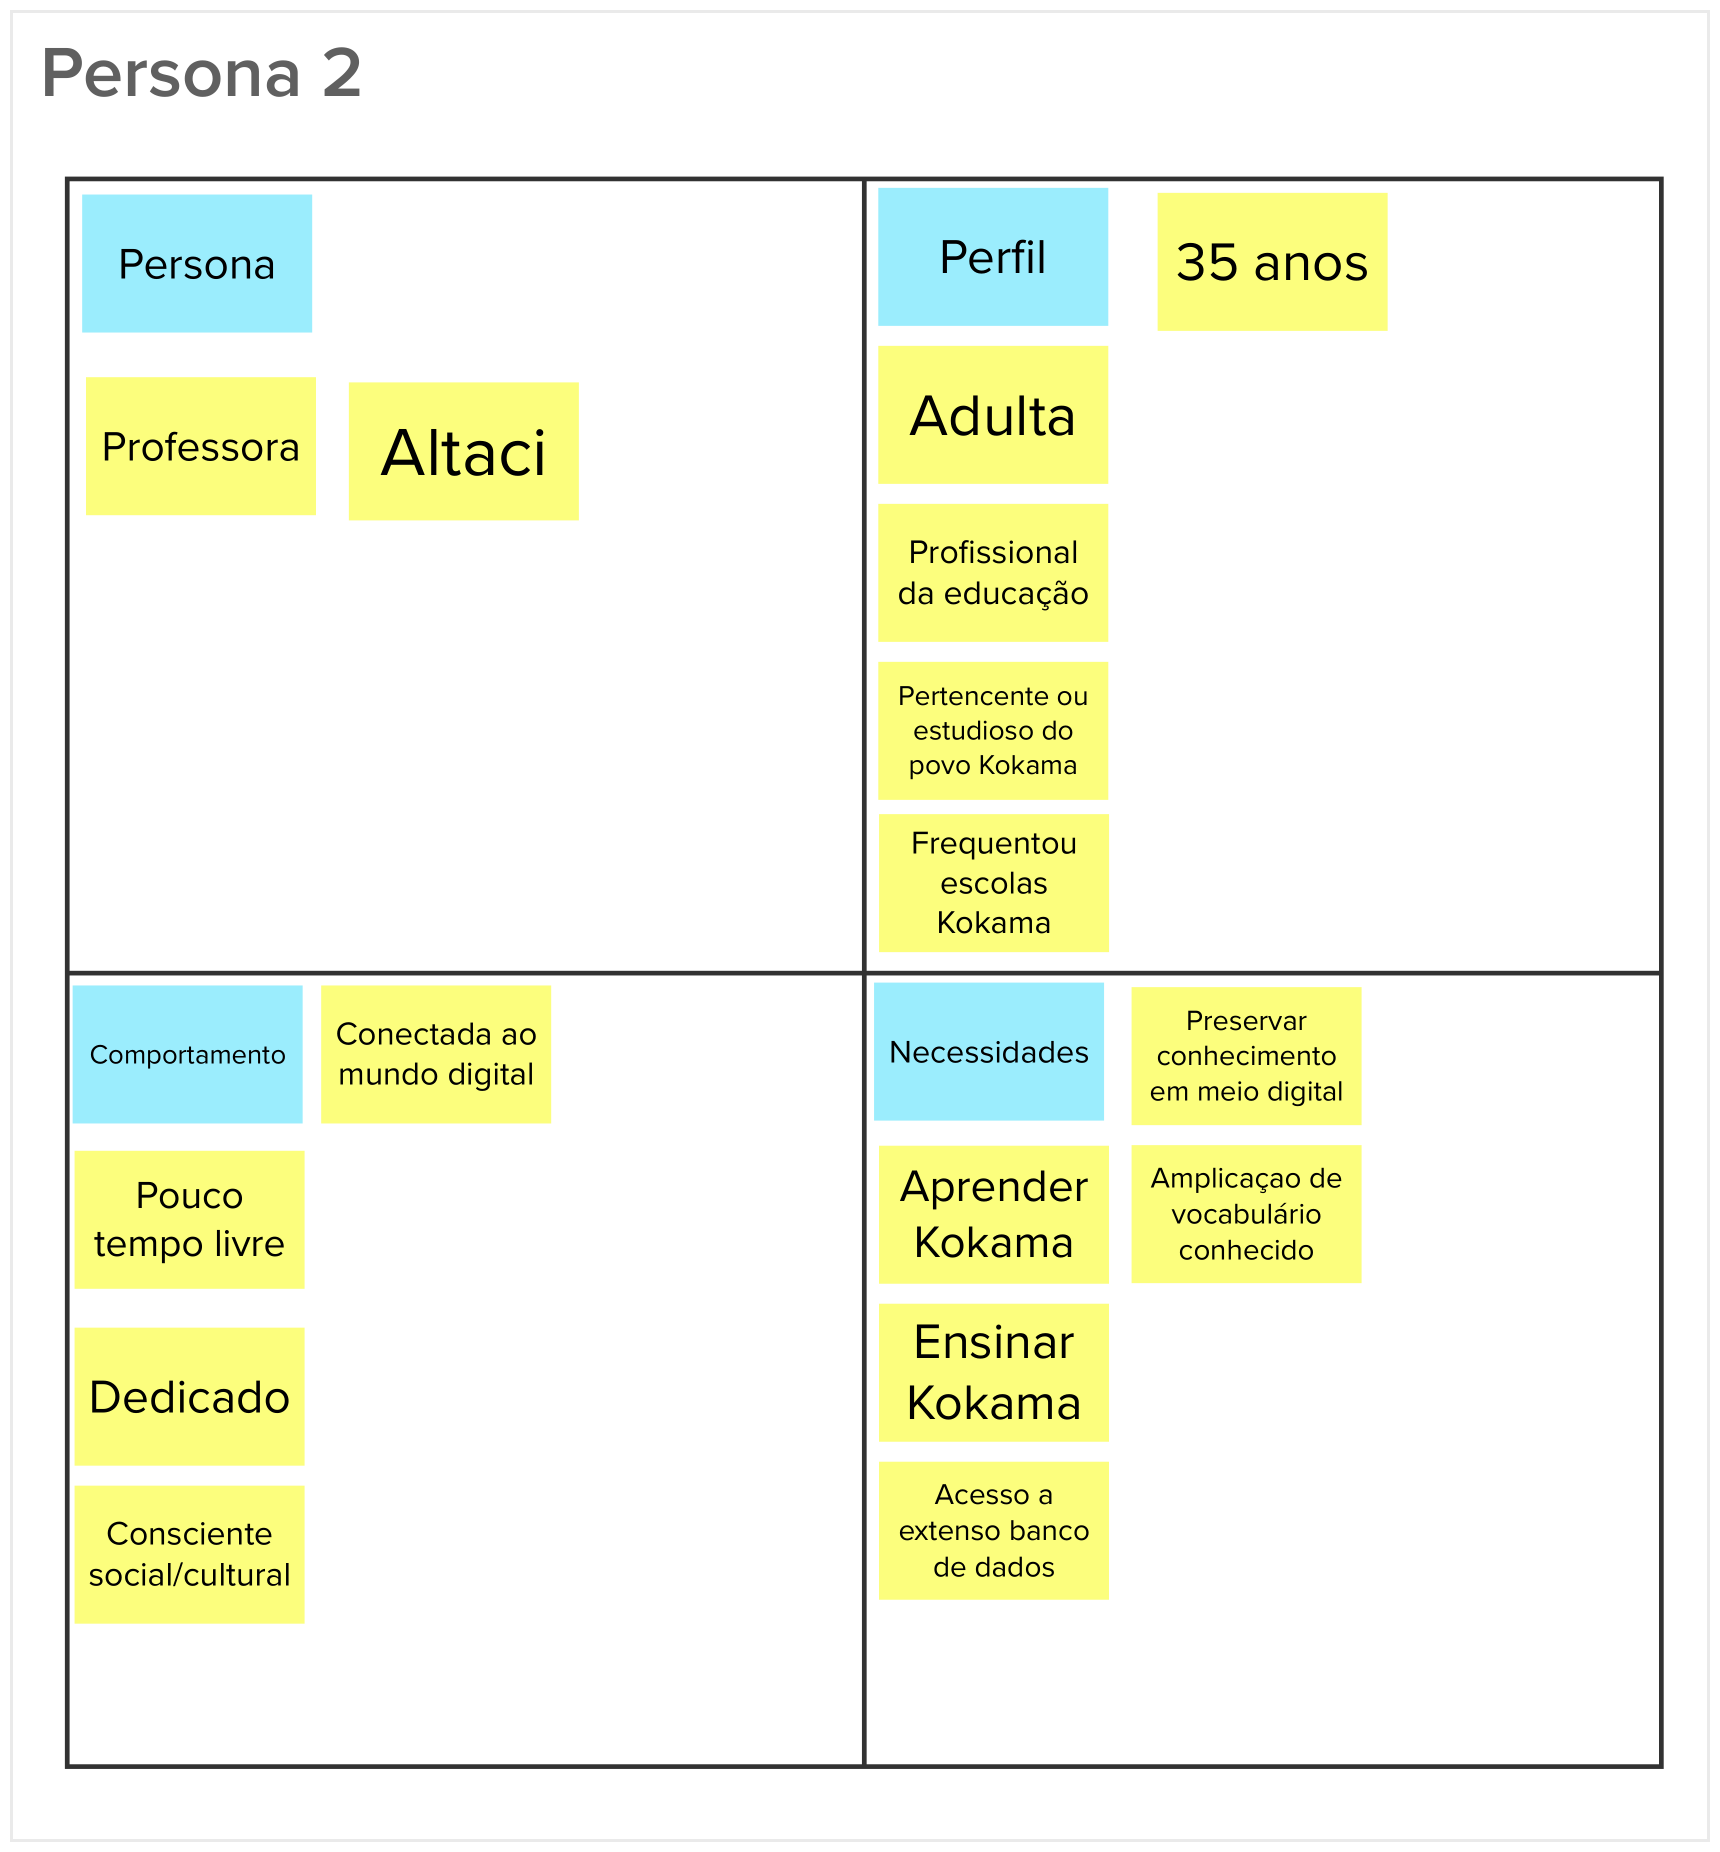 Persona 2
Persona
Professora
Altaci
Perfil
35 anos
Adulta
Profissional
da educação
Pertencente ou
estudioso do
povo Kokama
Frequentou
escolas
Kokama
Comportamento
Conectada ao
mundo digital
Pouco
tempo livre
Dedicado
Consciente
social/cultural
Necessidades
Preservar
conhecimento
em meio digital
Aprender
Kokama
Amplicaçao de
vocabulário
conhecido
Ensinar
Kokama
Acesso a
extenso banco
de dados